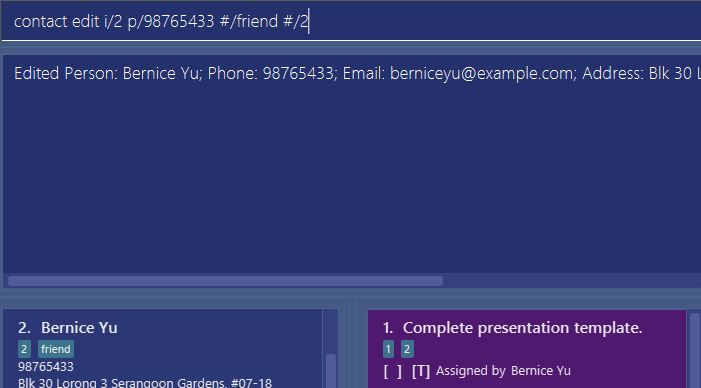 contact edit i/2 p/98765433 #/friend #/2
Edited Person: Bernice Yu; Phone: 98765433; Email: berniceyu@example.com; Address: Blk 30 L
2. Bernice Yu
2 friend
98765433
Blk 30 Lorong 3 Serangoon Gardens, #07-18
1. Complete presentation template.
1 2
[ ] [T] Assigned by Bernice Yu